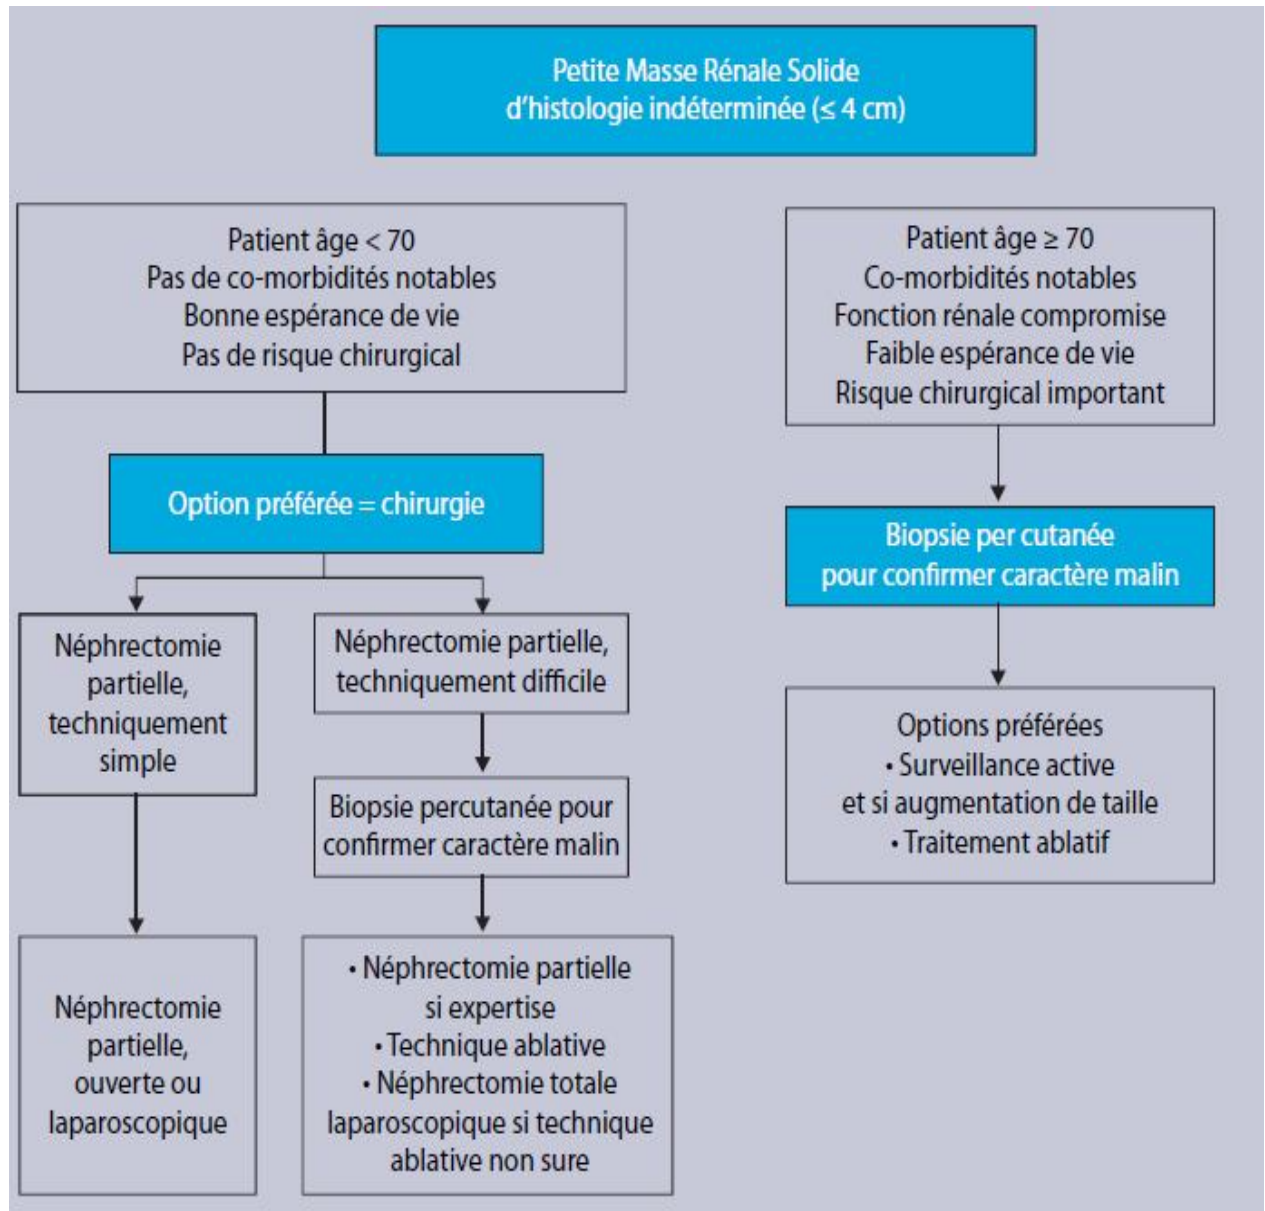 Petite Masse Rénale Solide
d'histologie indéterminée (≤ 4 cm)
Patient âge < 70
Pas de co-morbidités notables
Bonne espérance de vie
Pas de risque chirurgical
Patient âge ≥ 70
Co-morbidités notables
Fonction rénale compromise
Faible espérance de vie
Risque chirurgical important
Option préférée = chirurgie
Biopsie per cutanée
pour confirmer caractère malin
Néphrectomie
partielle,
techniquement
simple
Néphrectomie partielle,
techniquement difficile
Biopsie percutanée pour
confirmer caractère malin
Options préférées
• Surveillance active
et si augmentation de taille
• Traitement ablatif
Néphrectomie
partielle,
ouverte ou
laparoscopique
• Néphrectomie partielle
si expertise
• Technique ablative
• Néphrectomie totale
laparoscopique si technique
ablative non sure